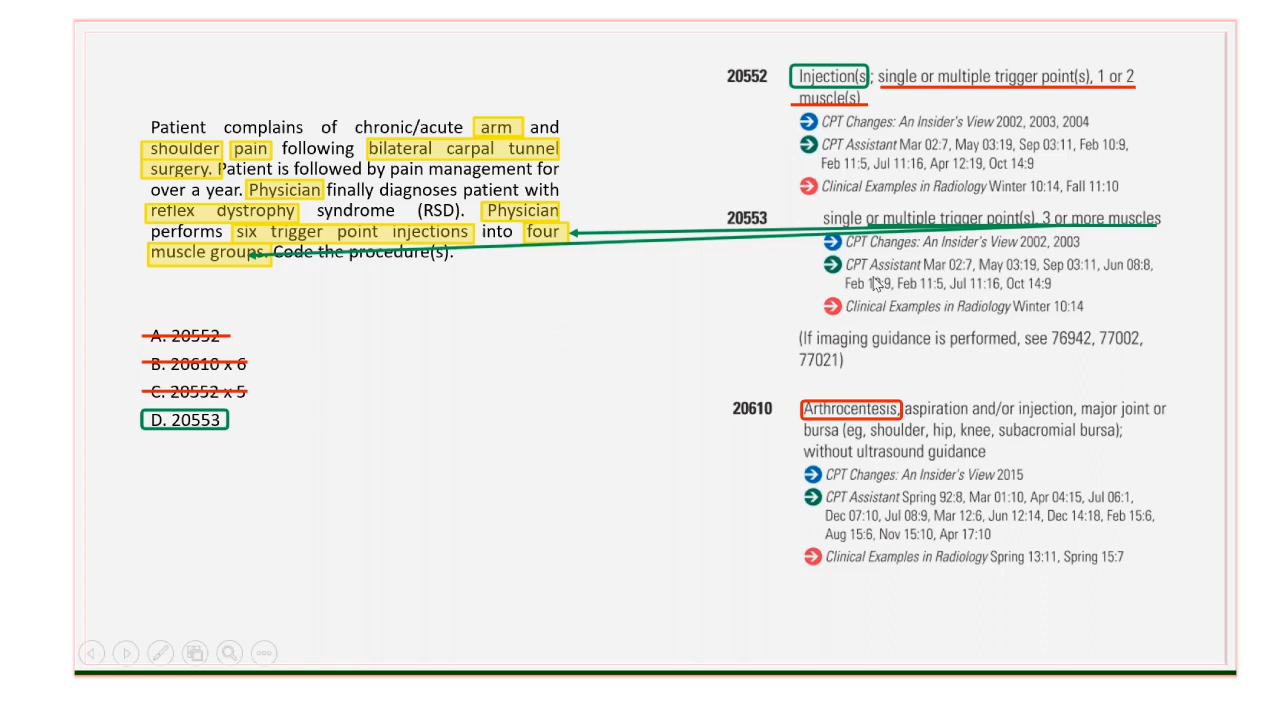 Patient complains of chronic/acute arm and
shoulder pain following bilateral carpal tunnel
surgery. Patient is followed by pain management for
over a year. Physician finally diagnoses patient with
reflex dystrophy syndrome (RSD). Physician
performs six trigger point injections into four
muscle groups. Code the procedure(s).
A. 20552
B. 20610 x 6
C. 20552 x 5
D. 20553
20552 Injection(s); single or multiple trigger point(s), 1 or 2
muscle(s)
CPT Changes: An Insider's View 2002, 2003, 2004
CPT Assistant Mar 02:7, May 03:19, Sep 03:11, Feb 10:9,
Feb 11:5, Jul 11:16, Apr 12:19, Oct 14:9
Clinical Examples in Radiology Winter 10:14, Fall 11:10
20553 single or multiple trigger point(s), 3 or more muscles
CPT Changes: An Insider's View 2002, 2003
CPT Assistant Mar 02:7, May 03:19, Sep 03:11, Jun 08:8,
Feb 10:9, Feb 11:5, Jul 11:16, Oct 14:9
Clinical Examples in Radiology Winter 10:14
(If imaging guidance is performed, see 76942, 77002,
77021)
20610 Arthrocentesis, aspiration and/or injection, major joint or
bursa (eg, shoulder, hip, knee, subacromial bursa);
without ultrasound guidance
CPT Changes: An Insider's View 2015
CPT Assistant Spring 92:8, Mar 01:10, Apr 04:15, Jul 06:1,
Dec 07:10, Jul 08:9, Mar 12:6, Jun 12:14, Dec 14:18, Feb 15:6,
Aug 15:6, Nov 15:10, Apr 17:10
Clinical Examples in Radiology Spring 13:11, Spring 15:7